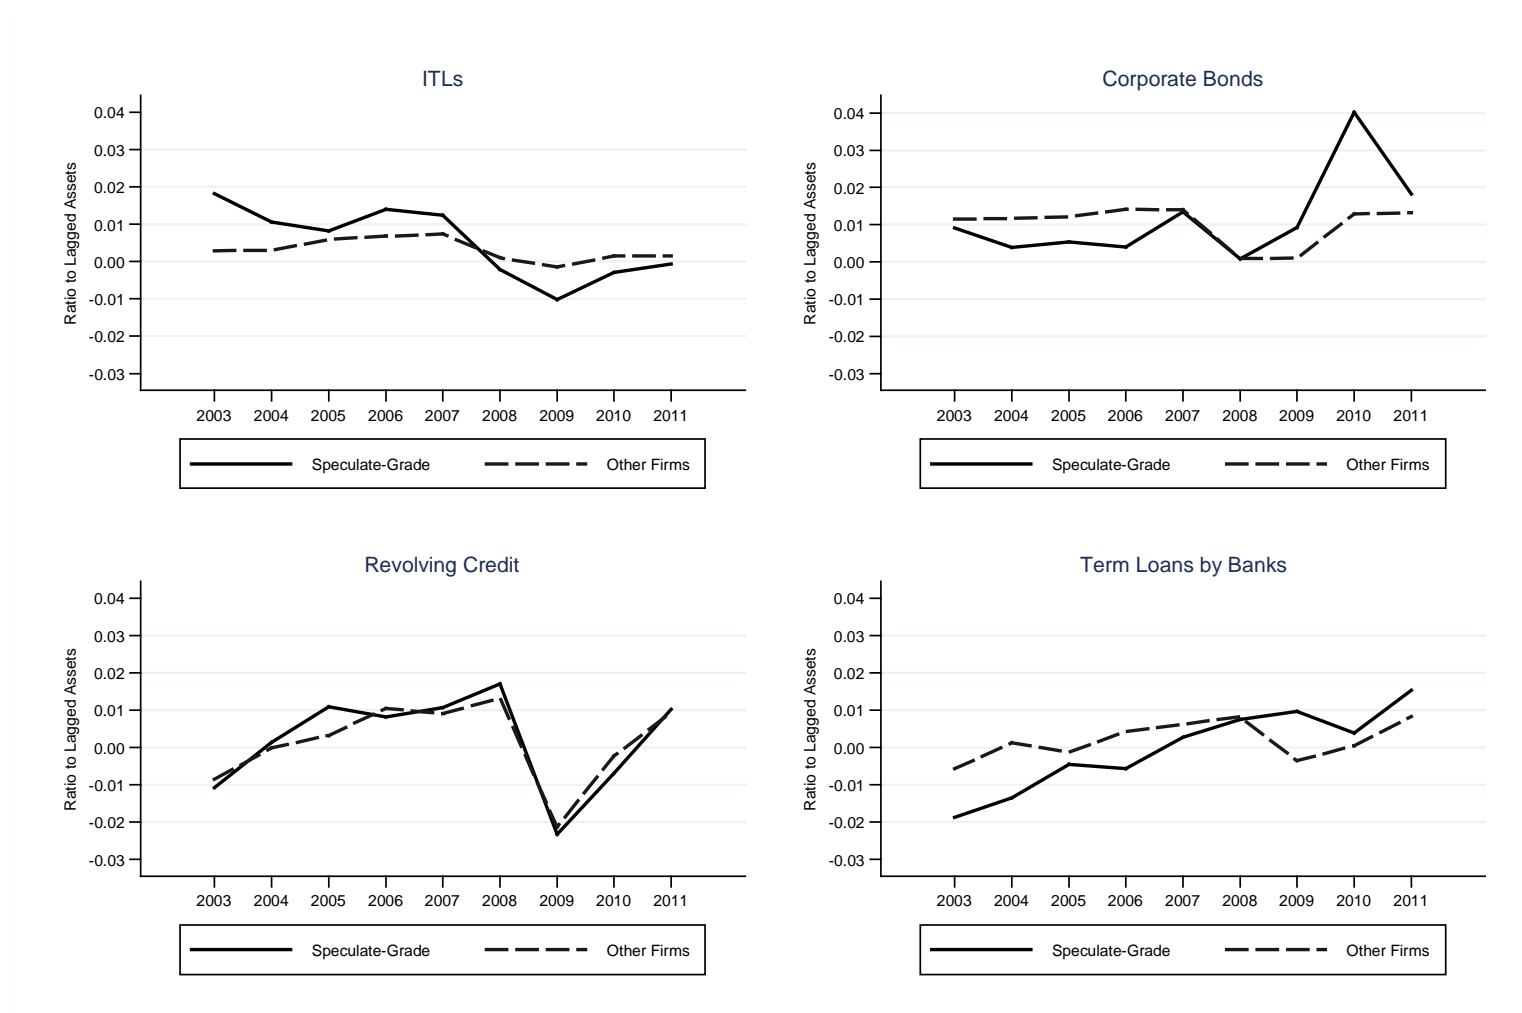 ITLs
Ratio to Lagged Assets
0.04
0.03
0.02
0.01
0.00
-0.01
-0.02
-0.03
2003 2004 2005 2006 2007 2008 2009 2010 2011
Speculate-Grade Other Firms
Corporate Bonds
Ratio to Lagged Assets
0.04
0.03
0.02
0.01
0.00
-0.01
-0.02
-0.03
2003 2004 2005 2006 2007 2008 2009 2010 2011
Speculate-Grade Other Firms
Revolving Credit
Ratio to Lagged Assets
0.04
0.03
0.02
0.01
0.00
-0.01
-0.02
-0.03
2003 2004 2005 2006 2007 2008 2009 2010 2011
Speculate-Grade Other Firms
Term Loans by Banks
Ratio to Lagged Assets
0.04
0.03
0.02
0.01
0.00
-0.01
-0.02
-0.03
2003 2004 2005 2006 2007 2008 2009 2010 2011
Speculate-Grade Other Firms